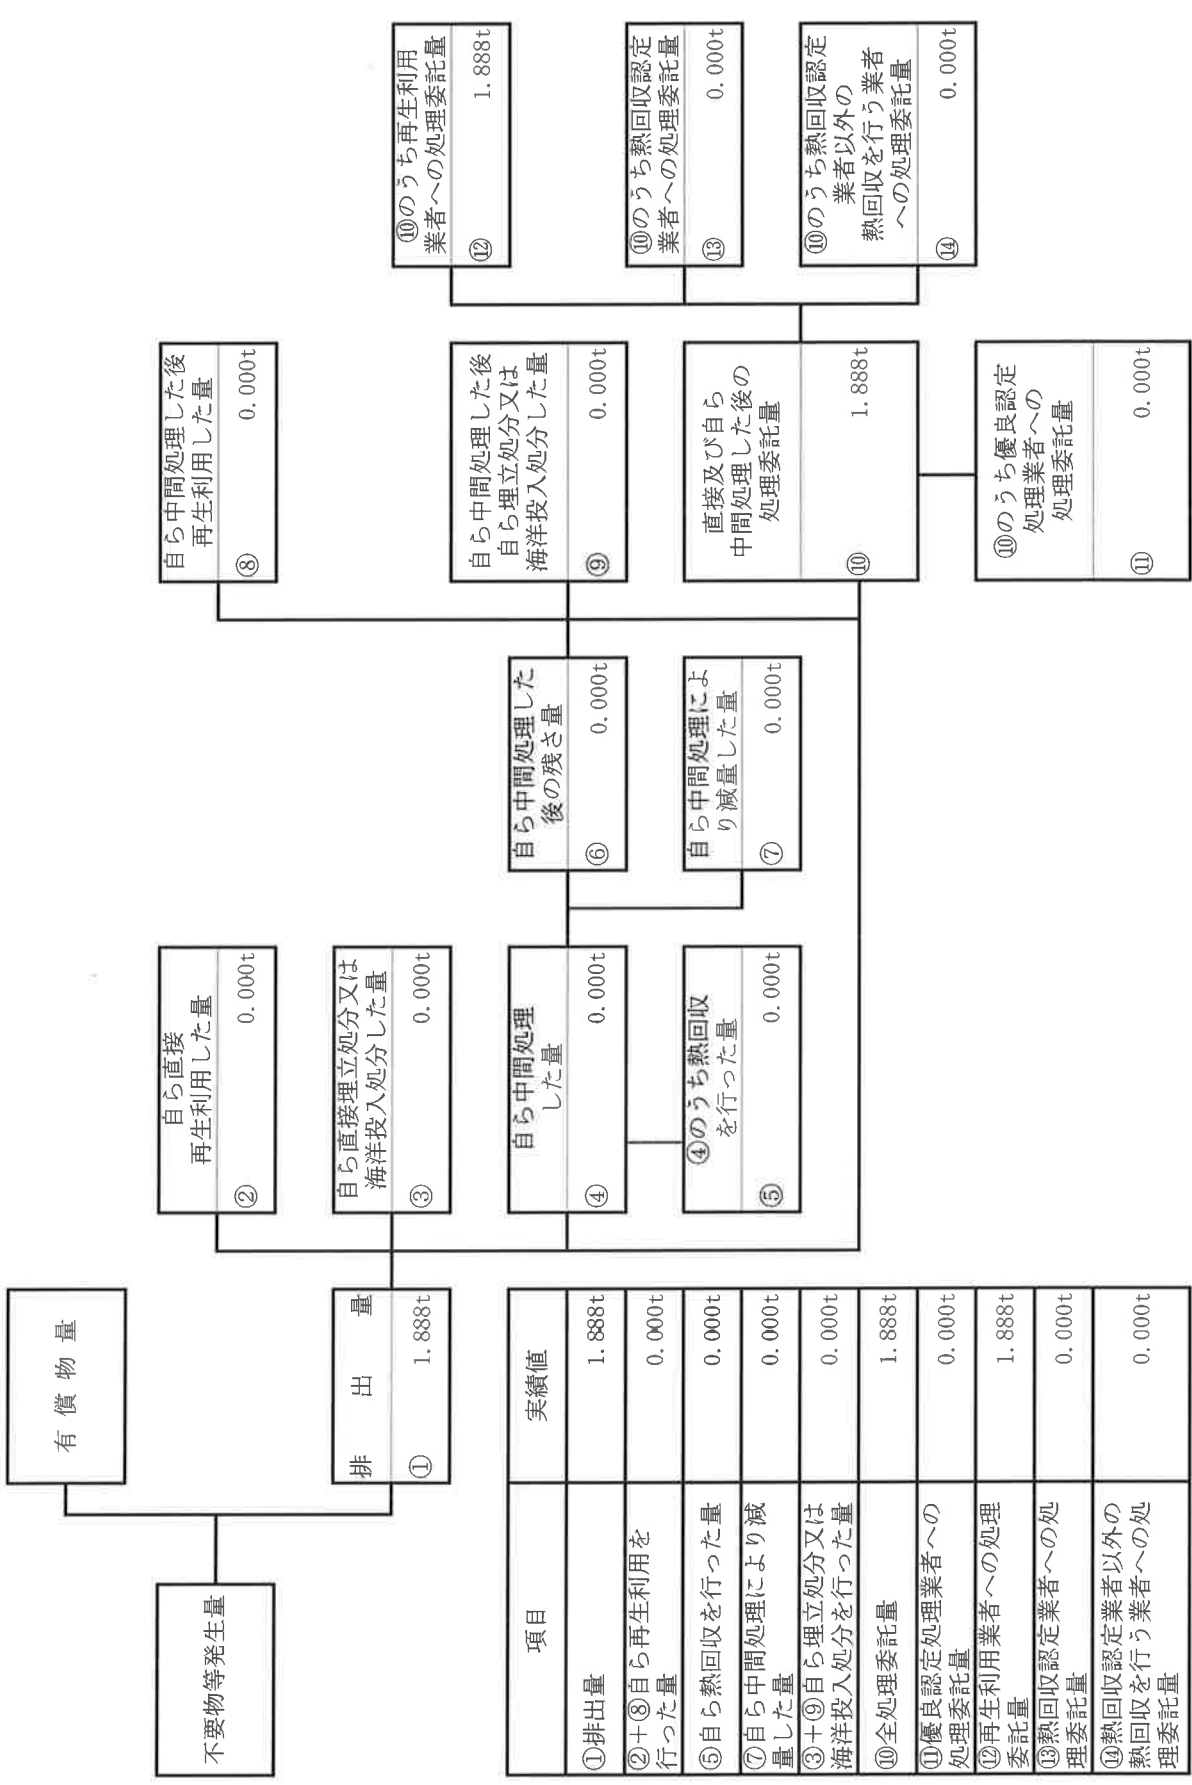 有償物量
不要物等発生量
排出量
① 1.888t
自ら直接
再生利用した量
② 0.000t
自ら直接埋立処分又は
海洋投入処分した量
③ 0.000t
自ら中間処理
した量
④ 0.000t
④のうち熱回収
を行った量
⑤ 0.000t
自ら中間処理した
後の残さ量
⑥ 0.000t
自ら中間処理によ
り減量した量
⑦ 0.000t
自ら中間処理した後
再生利用した量
⑧ 0.000t
自ら中間処理した後
自ら埋立処分又は
海洋投入処分した量
⑨ 0.000t
直接及び自ら
中間処理した後の
処理委託量
⑩ 1.888t
⑩のうち優良認定
処理業者への
処理委託量
⑪ 0.000t
⑩のうち再生利用
業者への処理委託量
⑫ 1.888t
⑩のうち熱回収認定
業者への処理委託量
⑬ 0.000t
⑩のうち熱回収認定
業者以外の
熱回収を行う業者
への処理委託量
⑭ 0.000t
項目 実績値
①排出量 1.888t
②+⑧自ら再生利用を
行った量 0.000t
⑤自ら熱回収を行った量 0.000t
⑦自ら中間処理により減
量した量 0.000t
③+⑨自ら埋立処分又は
海洋投入処分を行った量 0.000t
⑩全処理委託量 1.888t
⑪優良認定処理業者への
処理委託量 0.000t
⑫再生利用業者への処理
委託量 1.888t
⑬熱回収認定業者への処
理委託量 0.000t
⑭熱回収認定業者以外の
熱回収を行う業者への処
理委託量 0.000t